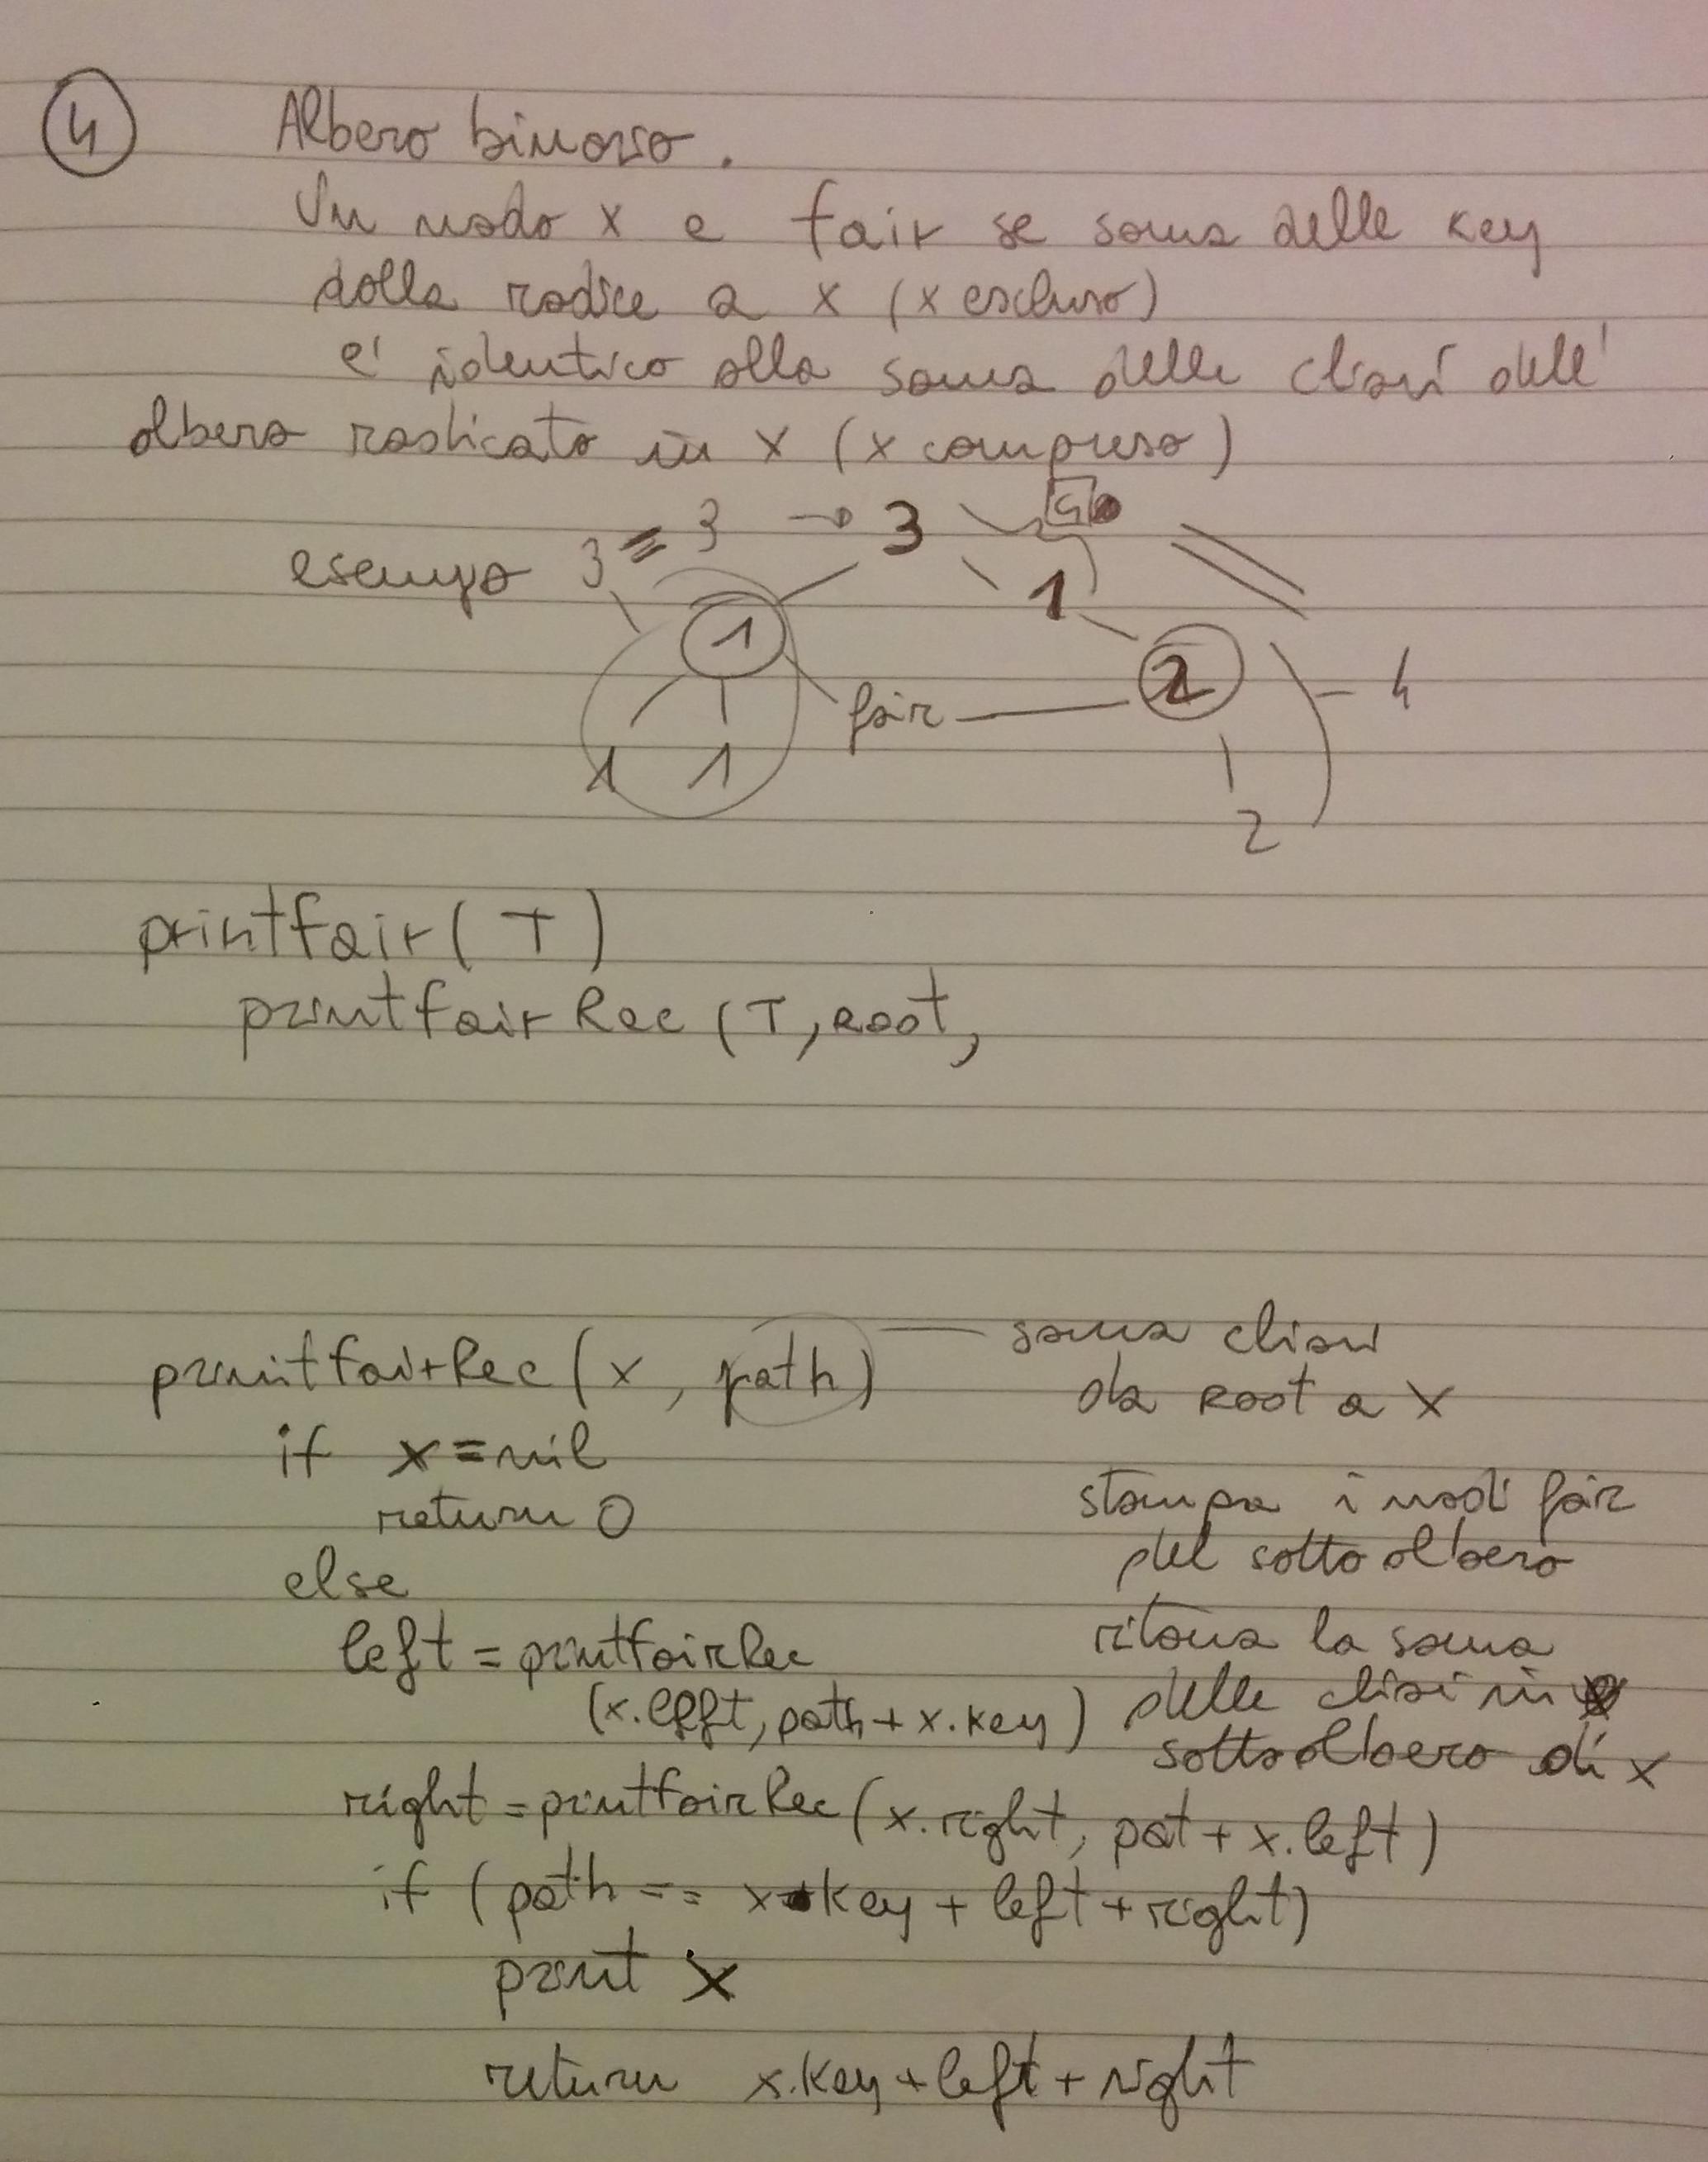 4 Albero binario.
Un nodo x e fair se somma delle key
dalla radice a x (x escluso)
e' identico alla somma delle chiavi dell'
albero radicato in x (x compreso)
esempio 3 = 3 → 3 4
1 1
2
fair 4
1 1
2
printfair(T)
printfairRec(T,root,
printfairRec(x, path) somma chiavi
da root a x
if x=nil
return 0 stampa i nodi fair
del sottoalbero
else
left = printfairRec ritorna la somma
(x.left, path+x.key) delle chiavi in
sottoalbero di x
right = printfairRec(x.right, pat+x.left)
if (path == x.key + left + right)
print x
return x.key + left + right